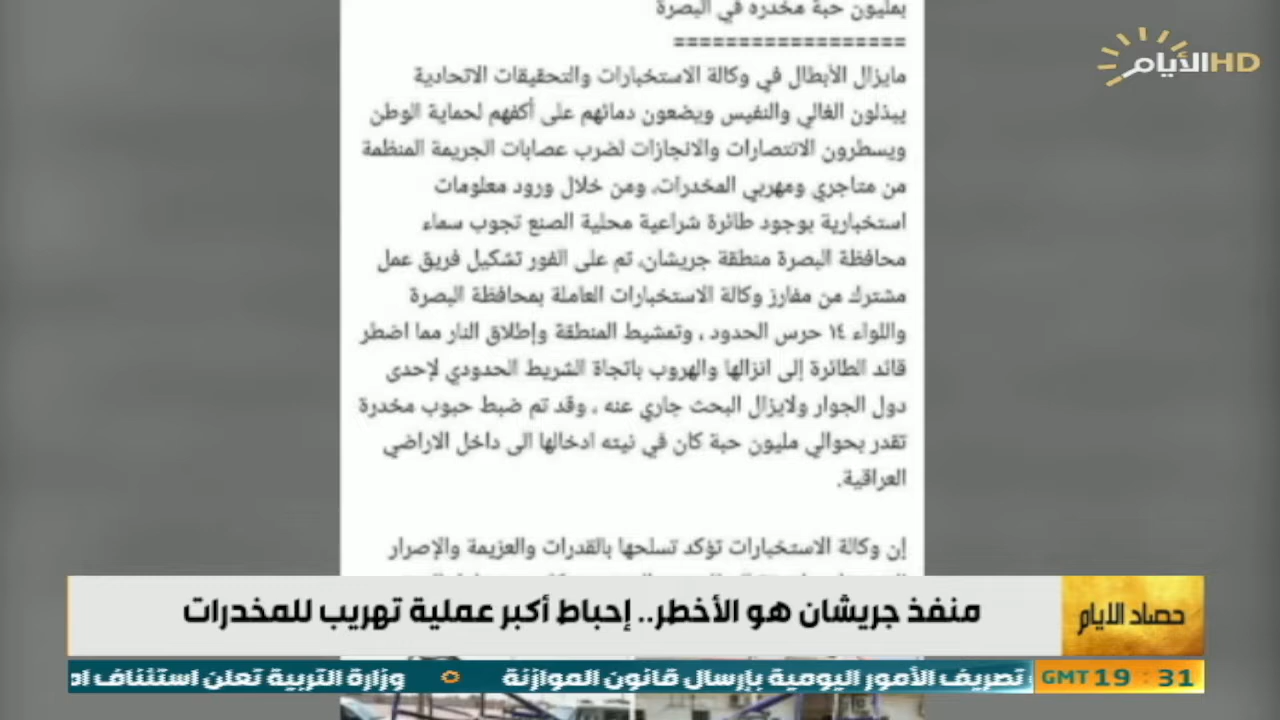 بمليون حبة مخدره في البصرة
==================
الأيام HD
مايزال الأبطال في وكالة الاستخبارات والتحقيقات الاتحادية
يبذلون الغالي والنفيس ويضعون دمائهم على أكفهم لحماية الوطن
ويسطرون الانتصارات والانجازات لضرب عصابات الجريمة المنظمة
من متاجري ومهربي المخدرات، ومن خلال ورود معلومات
استخبارية بوجود طائرة شراعية محلية الصنع تجوب سماء
محافظة البصرة منطقة جريشان، تم على الفور تشكيل فريق عمل
مشترك من مفارز وكالة الاستخبارات العاملة بمحافظة البصرة
واللواء ١٤ حرس الحدود ، وتمشيط المنطقة وإطلاق النار مما اضطر
قائد الطائرة إلى انزالها والهروب باتجاة الشريط الحدودي لإحدى
دول الجوار ولايزال البحث جاري عنه ، وقد تم ضبط حبوب مخدرة
تقدر بحوالي مليون حبة كان في نيته ادخالها الى داخل الاراضي
العراقية.
إن وكالة الاستخبارات تؤكد تسلحها بالقدرات والعزيمة والإصرار
حصاد الايام
منفذ جريشان هو الأخطر.. إحباط أكبر عملية تهريب للمخدرات
GMT 19 : 31
تصريف الأمور اليومية بإرسال قانون الموازنة
وزارة التربية تعلن استئناف